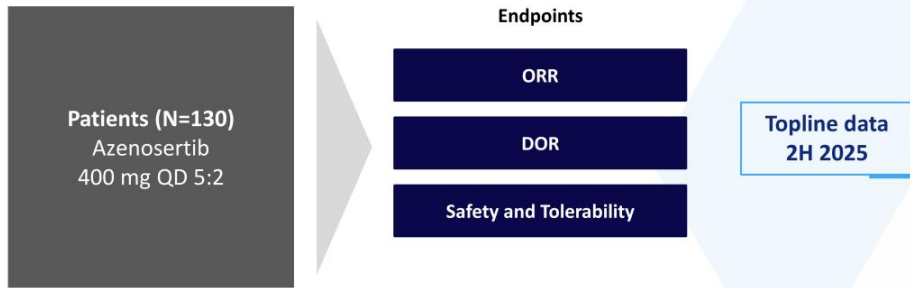 Endpoints
Patients (N=130)
Azenosertib
400 mg QD 5:2
ORR
DOR
Safety and Tolerability
Topline data
2H 2025